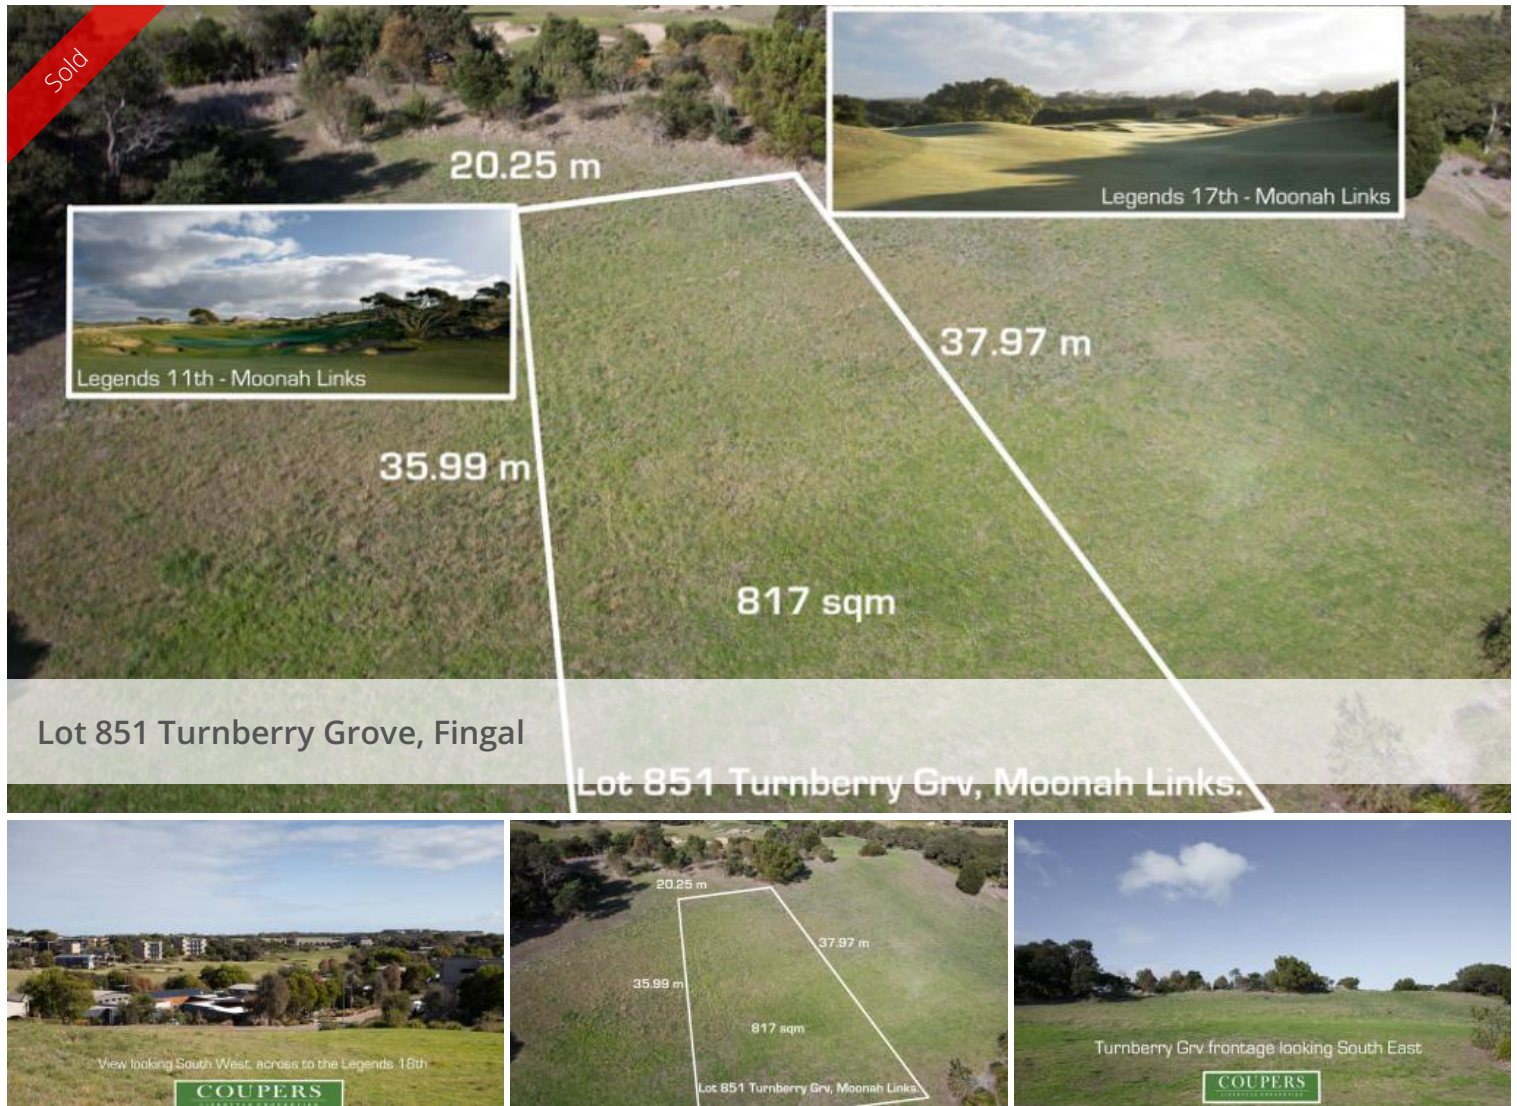 Sold
20.25 m
Legends 17th - Moonah Links
Legends 11th - Moonah Links
37.97 m
35.99 m
817 sqm
Lot 851 Turnberry Grove, Fingal
Lot 851 Turnberry Grv, Moonah Links.
View looking South West, across to the Legends 18th
COUPERS
20.25 m
37.97 m
35.99 m
817 sqm
Lot 851 Turnberry Grv, Moonah Links.
Turnberry Grv frontage looking South East
COUPERS
LIFESTYLE PROPERTIES